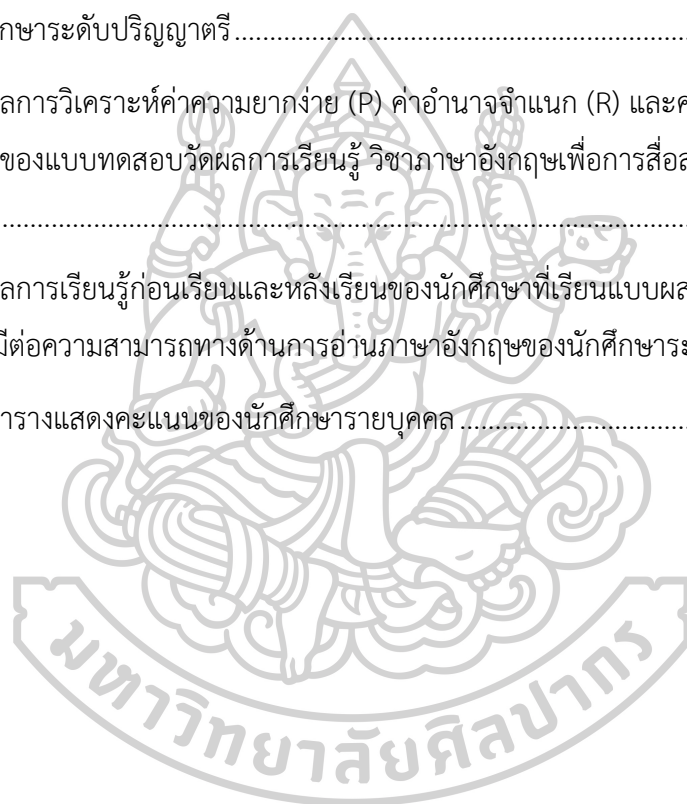 กษาระดับปริญญาตรี.......................................................................
ลการวิเคราะห์ค่าความยากง่าย (P) ค่าอำนาจจำแนก (R) และค
ของแบบทดสอบวัดผลการเรียนรู้ วิชาภาษาอังกฤษเพื่อการสื่อส
...........................................................................................................
ลการเรียนรู้ก่อนเรียนและหลังเรียนของนักศึกษาที่เรียนแบบผส
มีต่อความสามารถทางด้านการอ่านภาษาอังกฤษของนักศึกษาระ
ารางแสดงคะแนนของนักศึกษารายบุคคล....................................
มหาวิทยาลัยศิลปากร